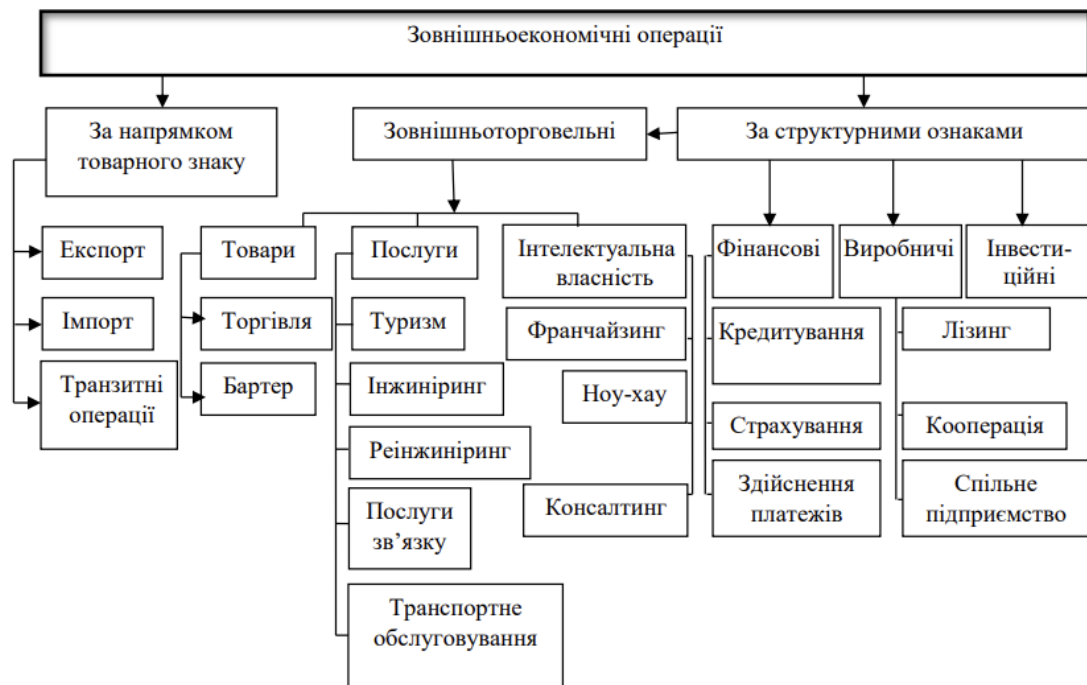 Зовнішньоекономічні операції
За напрямком
товарного знаку
Зовнішньоторговельні
За структурними ознаками
Експорт
Імпорт
Транзитні
операції
Товари
Торгівля
Бартер
Послуги
Туризм
Інжиніринг
Реінжиніринг
Послуги
зв’язку
Транспортне
обслуговування
Інтелектуальна
власність
Франчайзинг
Ноу-хау
Консалтинг
Фінансові
Кредитування
Страхування
Здійснення
платежів
Виробничі
Лізинг
Кооперація
Спільне
підприємство
Інвести-
ційні